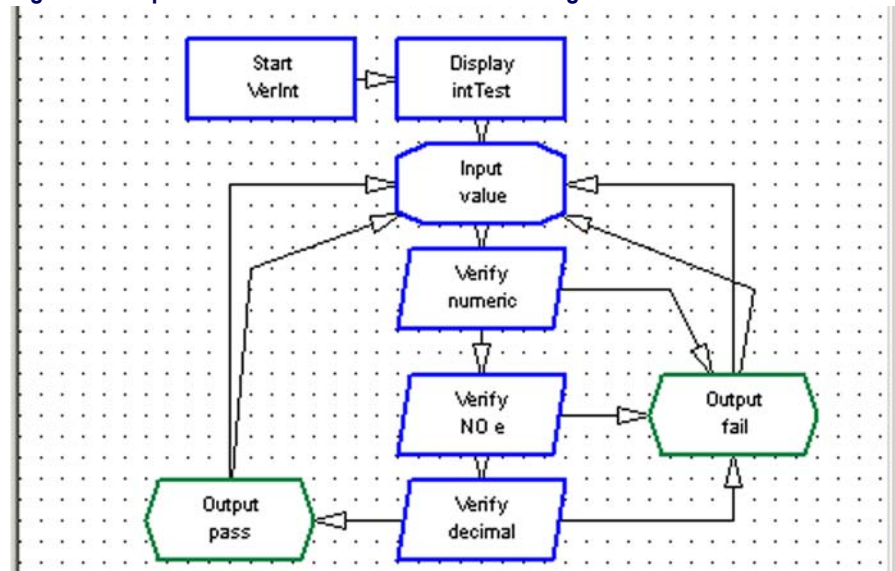 Start
VerInt
Display
intTest
Input
value
Verify
numeric
Verify
NO e
Output
fail
Output
pass
Verify
decimal